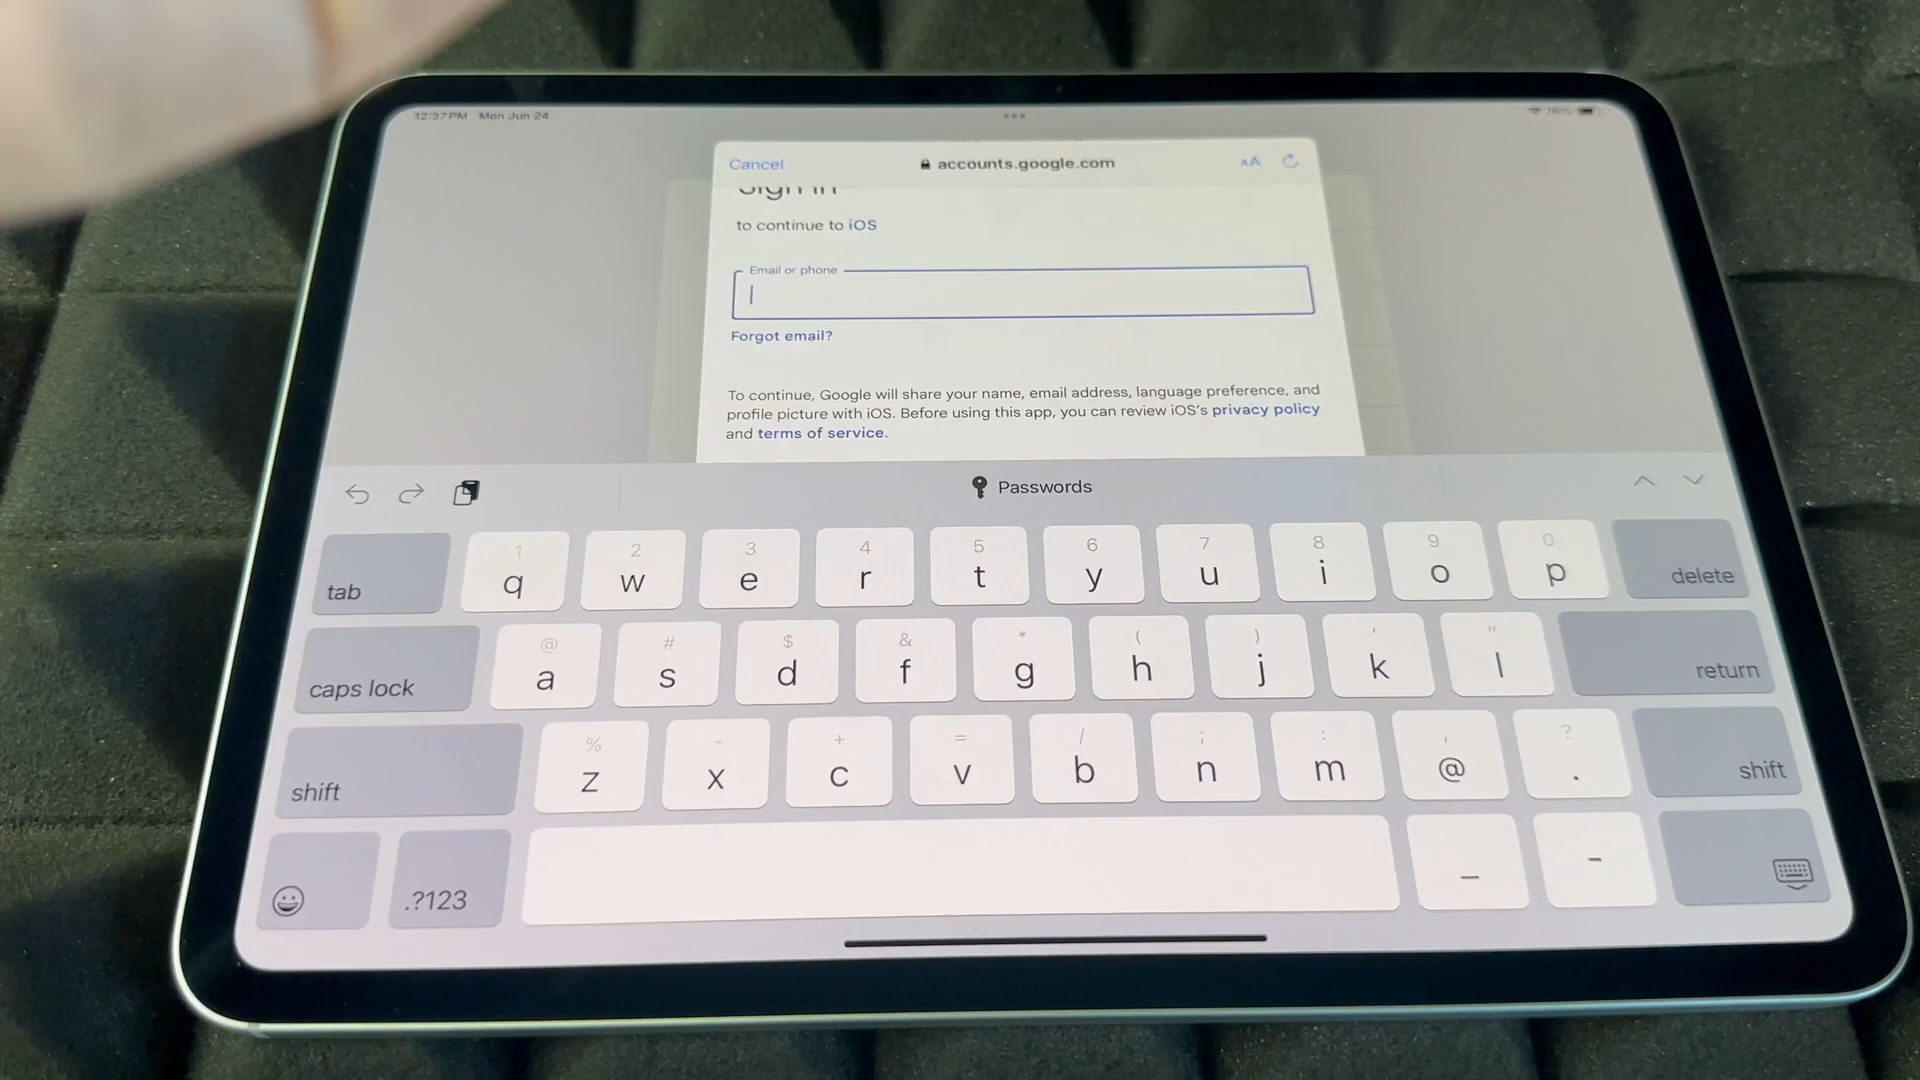 12:37 PM Mon Jun 24
76%
Cancel
accounts.google.com
AA
Sign in
to continue to iOS
Email or phone
Forgot email?
To continue, Google will share your name, email address, language preference, and
profile picture with iOS. Before using this app, you can review iOS's privacy policy
and terms of service.
Passwords
1 2 3 4 5 6 7 8 9 0
tab q w e r t y u i o p delete
@ # $ & * ( ) ' "
caps lock a s d f g h j k l return
% - + = / ; : , ?
shift z x c v b n m @ . shift
.?123 _ -